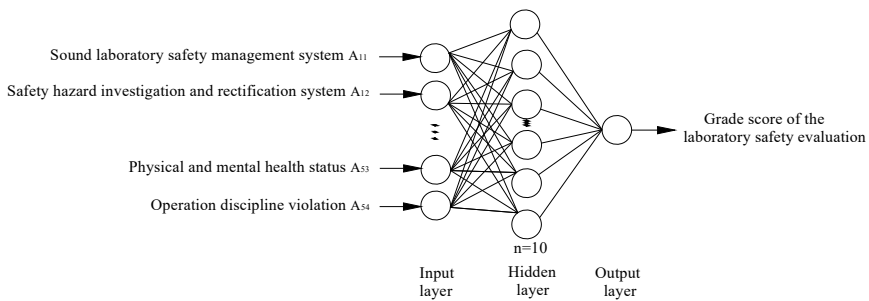 Sound laboratory safety management system A11
Safety hazard investigation and rectification system A12
Physical and mental health status A53
Operation discipline violation A54
Grade score of the
laboratory safety evaluation
n=10
Input
layer
Hidden
layer
Output
layer